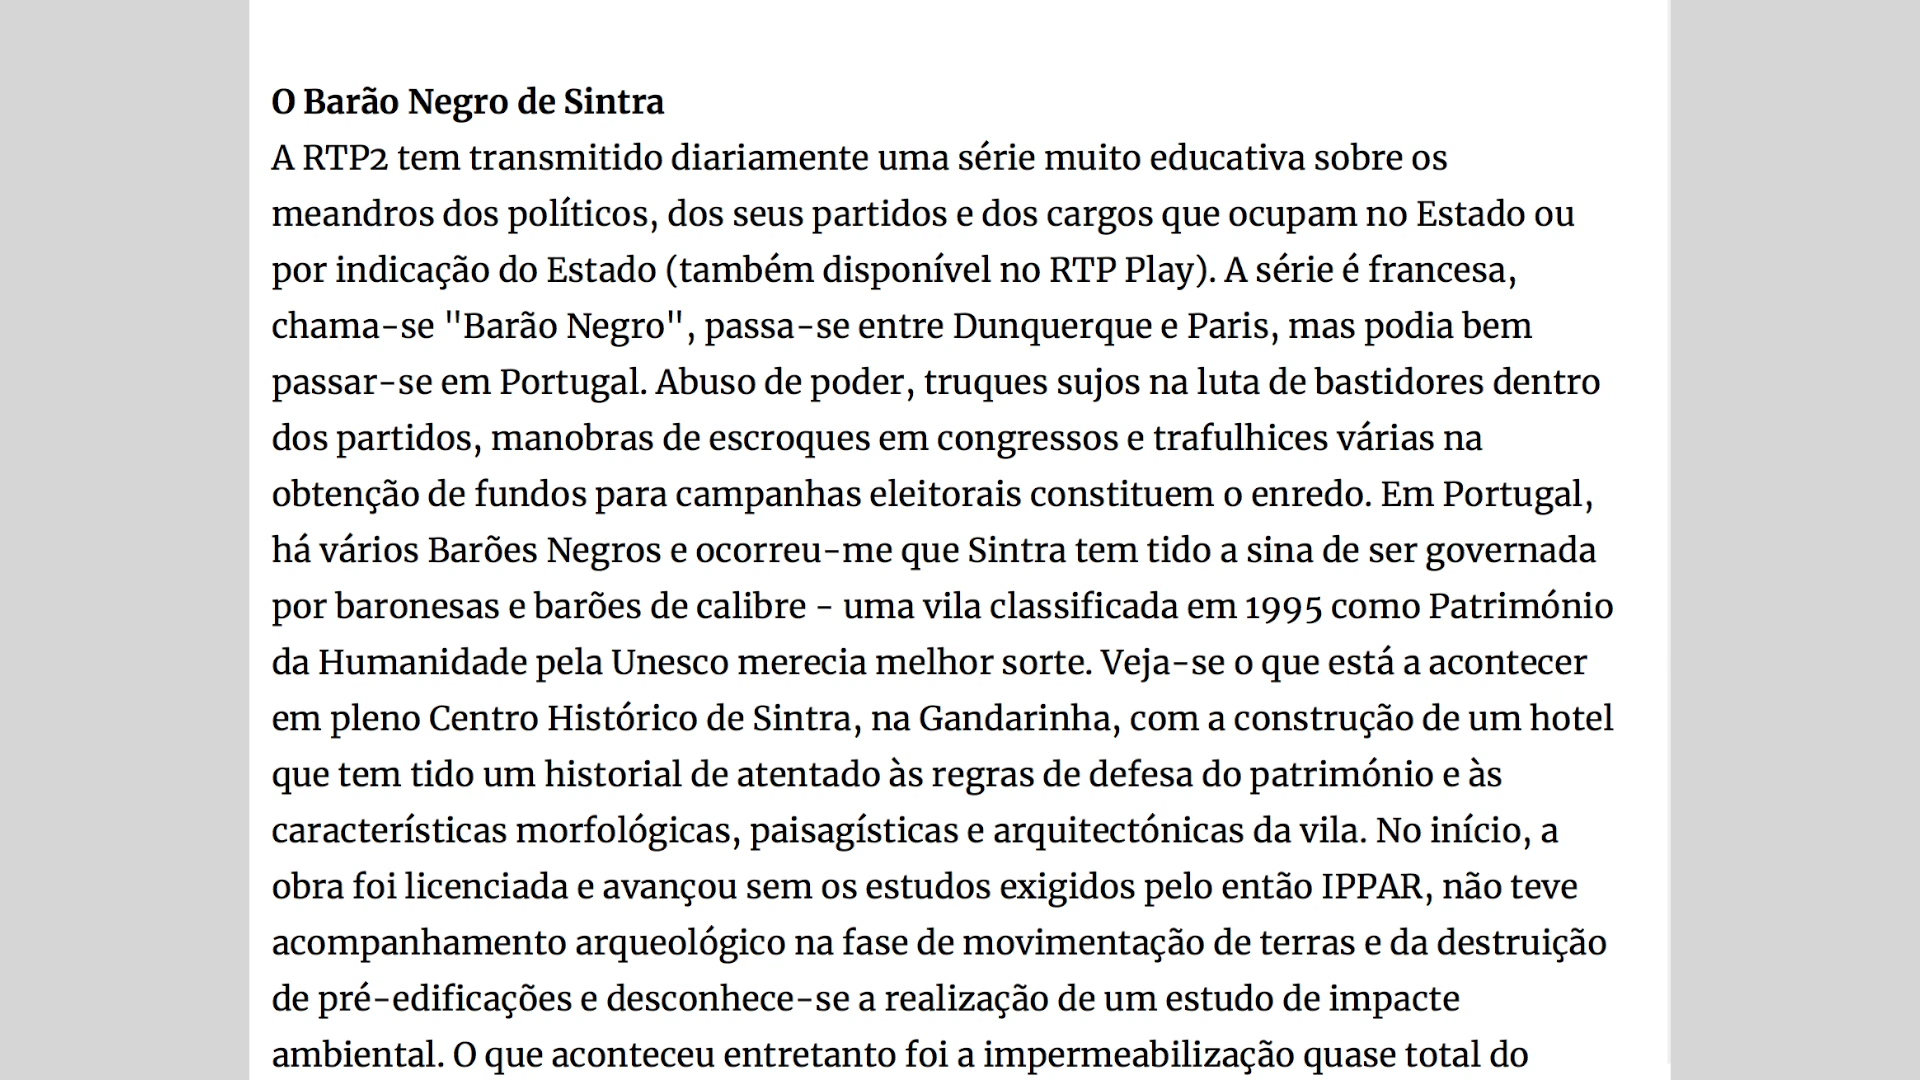 O Barão Negro de Sintra
A RTP2 tem transmitido diariamente uma série muito educativa sobre os
meandros dos políticos, dos seus partidos e dos cargos que ocupam no Estado ou
por indicação do Estado (também disponível no RTP Play). A série é francesa,
chama-se "Barão Negro", passa-se entre Dunquerque e Paris, mas podia bem
passar-se em Portugal. Abuso de poder, truques sujos na luta de bastidores dentro
dos partidos, manobras de escroques em congressos e trafulhices várias na
obtenção de fundos para campanhas eleitorais constituem o enredo. Em Portugal,
há vários Barões Negros e ocorreu-me que Sintra tem tido a sina de ser governada
por baronesas e barões de calibre - uma vila classificada em 1995 como Património
da Humanidade pela Unesco merecia melhor sorte. Veja-se o que está a acontecer
em pleno Centro Histórico de Sintra, na Gandarinha, com a construção de um hotel
que tem tido um historial de atentado às regras de defesa do património e às
características morfológicas, paisagísticas e arquitectónicas da vila. No início, a
obra foi licenciada e avançou sem os estudos exigidos pelo então IPPAR, não teve
acompanhamento arqueológico na fase de movimentação de terras e da destruição
de pré-edificações e desconhece-se a realização de um estudo de impacte
ambiental. O que aconteceu entretanto foi a impermeabilização quase total do